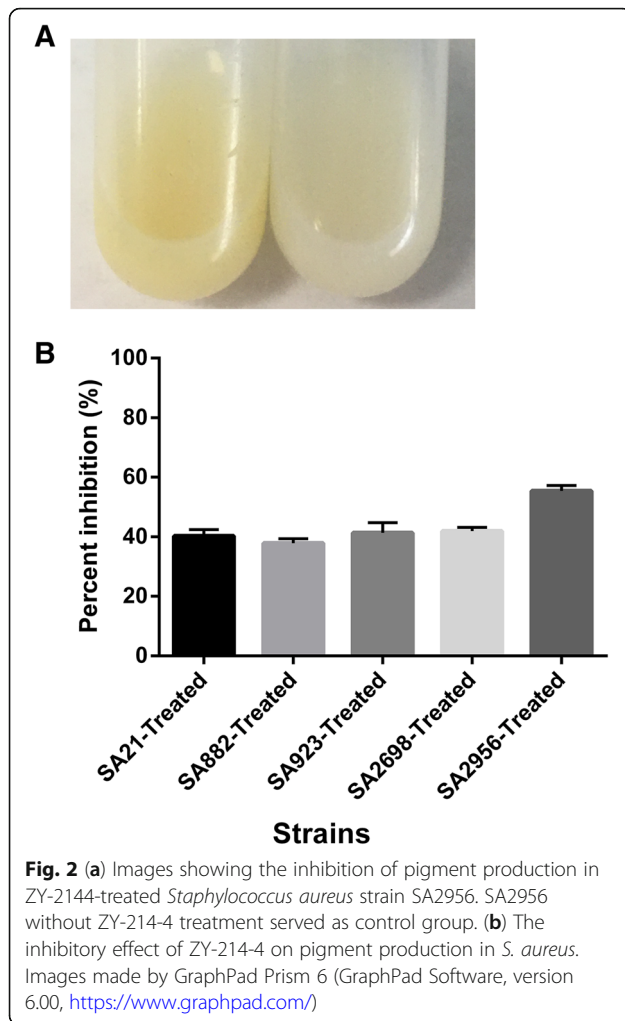 A
B
Percent inhibition (%)
100
80
60
40
20
0
SA21-Treated
SA882-Treated
SA923-Treated
SA2698-Treated
SA2956-Treated
Strains
Fig. 2 (a) Images showing the inhibition of pigment production in
ZY-2144-treated Staphylococcus aureus strain SA2956. SA2956
without ZY-214-4 treatment served as control group. (b) The
inhibitory effect of ZY-214-4 on pigment production in S. aureus.
Images made by GraphPad Prism 6 (GraphPad Software, version
6.00, https://www.graphpad.com/)